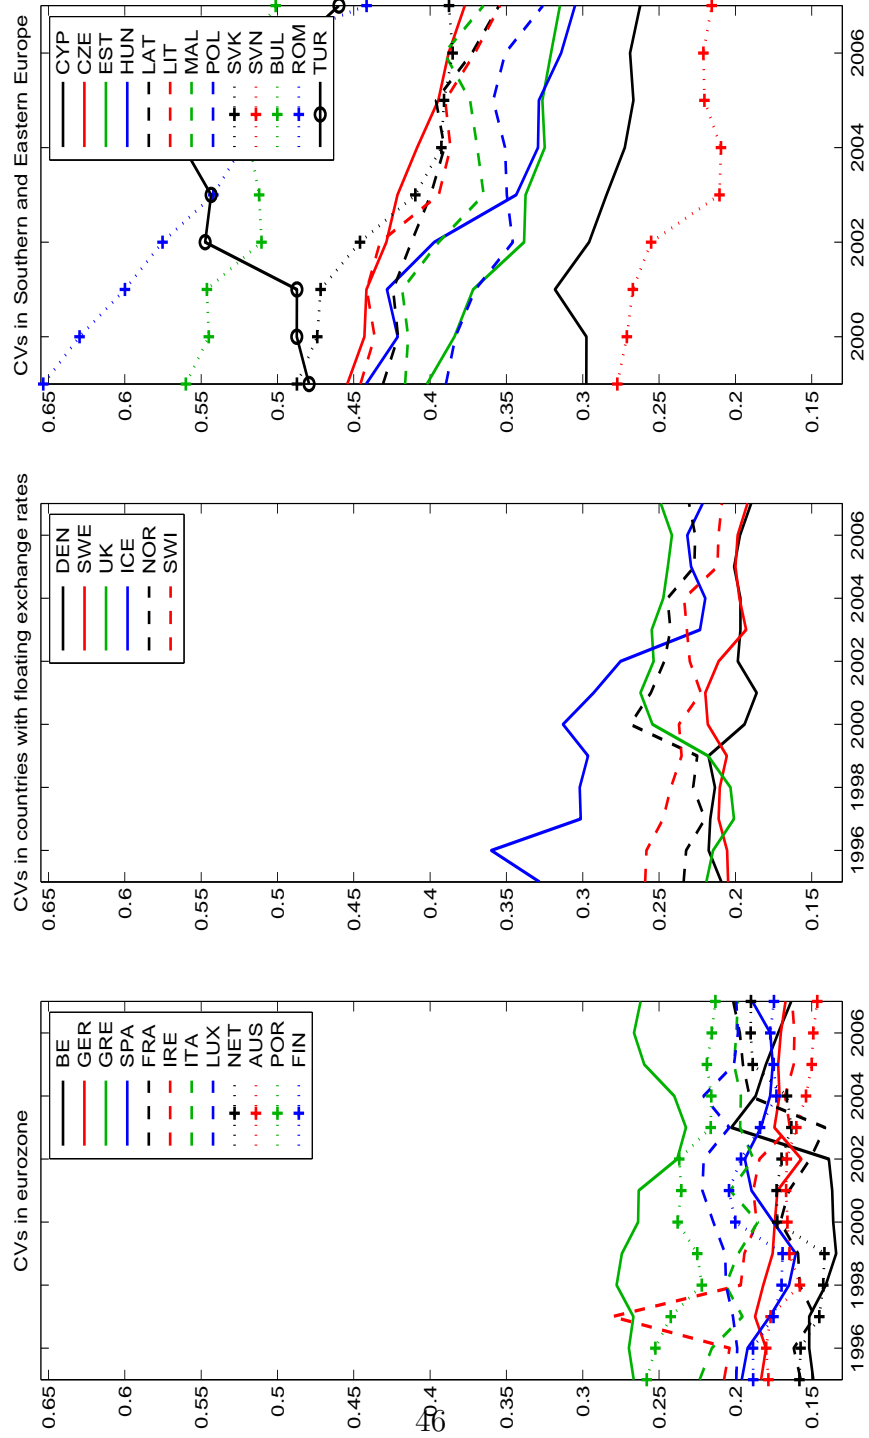 CVs in eurozone
0.65
0.6
0.55
0.5
0.45
0.4
0.35
0.3
0.25
0.2
0.15
1996
1998
2000
2002
2004
2006
BE
GER
GRE
SPA
FRA
IRE
ITA
LUX
NET
AUS
POR
FIN
CVs in countries with floating exchange rates
0.65
0.6
0.55
0.5
0.45
0.4
0.35
0.3
0.25
0.2
0.15
1996
1998
2000
2002
2004
2006
DEN
SWE
UK
ICE
NOR
SWI
CVs in Southern and Eastern Europe
0.65
0.6
0.55
0.5
0.45
0.4
0.35
0.3
0.25
0.2
0.15
2000
2002
2004
2006
CYP
CZE
EST
HUN
LAT
LIT
MAL
POL
SVK
SVN
BUL
ROM
TUR
46